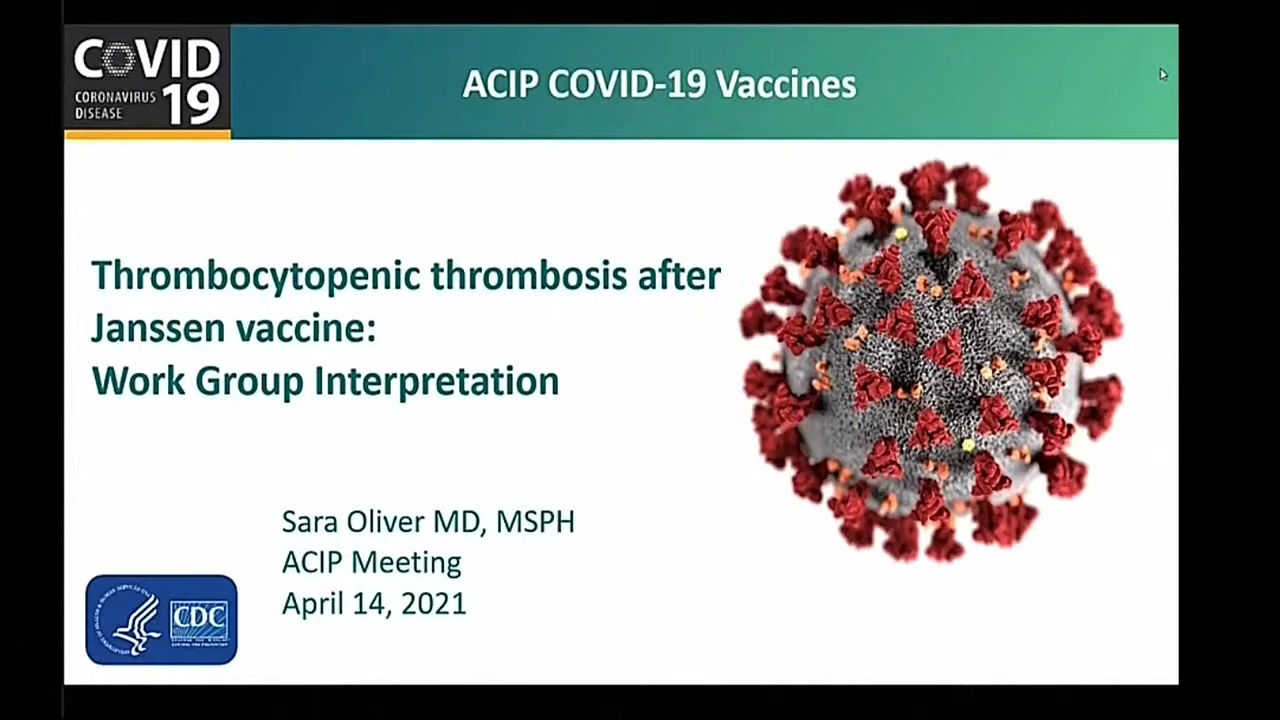 COVID
CORONAVIRUS
DISEASE
19
ACIP COVID-19 Vaccines
Thrombocytopenic thrombosis after
Janssen vaccine:
Work Group Interpretation
Sara Oliver MD, MSPH
ACIP Meeting
April 14, 2021
CDC